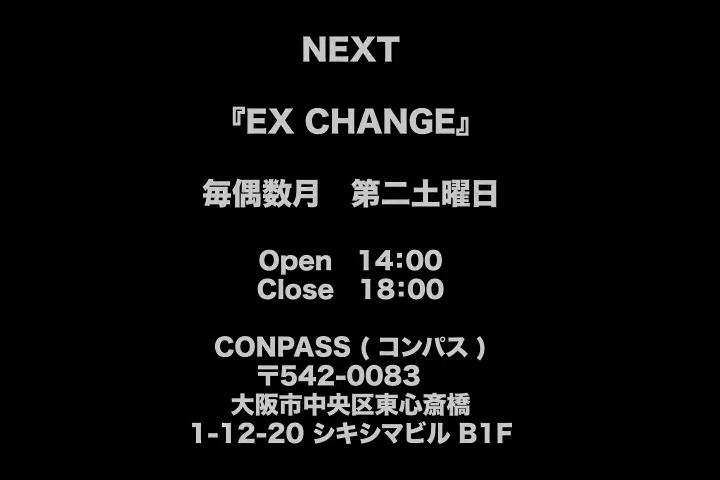 NEXT
『EX CHANGE』
毎偶数月　第二土曜日
Open 14:00
Close 18:00
CONPASS ( コンパス )
〒542-0083
大阪市中央区東心斎橋
1-12-20 シキシマビル B1F